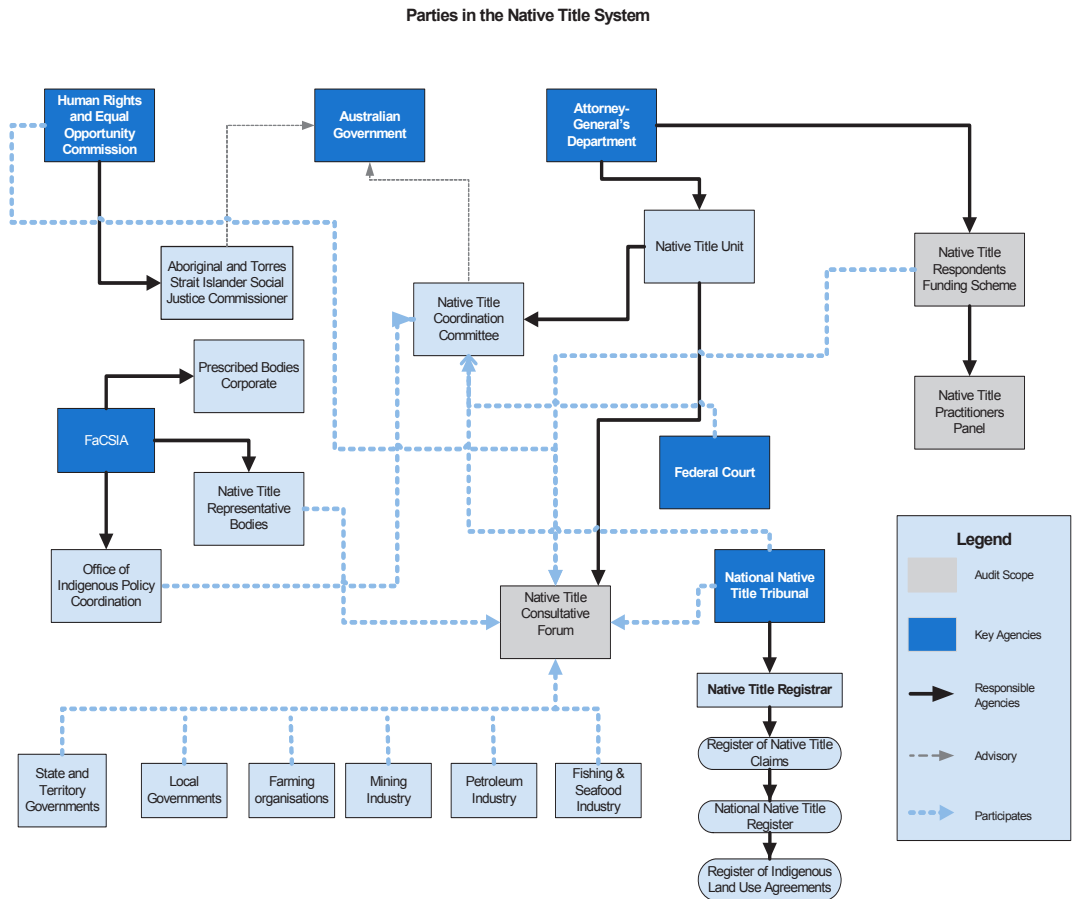 Parties in the Native Title System
Human Rights
and Equal
Opportunity
Commission
Australian
Government
Attorney-
General's
Department
Native Title Unit
Native Title
Respondents
Funding Scheme
Aboriginal and Torres
Strait Islander Social
Justice Commissioner
Native Title
Coordination
Committee
Prescribed Bodies
Corporate
Native Title
Practitioners
Panel
FaCSIA
Federal Court
Native Title
Representative
Bodies
Office of
Indigenous Policy
Coordination
Native Title
Consultative
Forum
National Native
Title Tribunal
Native Title Registrar
Register of Native Title
Claims
National Native Title
Register
Register of Indigenous
Land Use Agreements
State and
Territory
Governments
Local
Governments
Farming
organisations
Mining
Industry
Petroleum
Industry
Fishing &
Seafood
Industry
Legend
Audit Scope
Key Agencies
Responsible
Agencies
Advisory
Participates